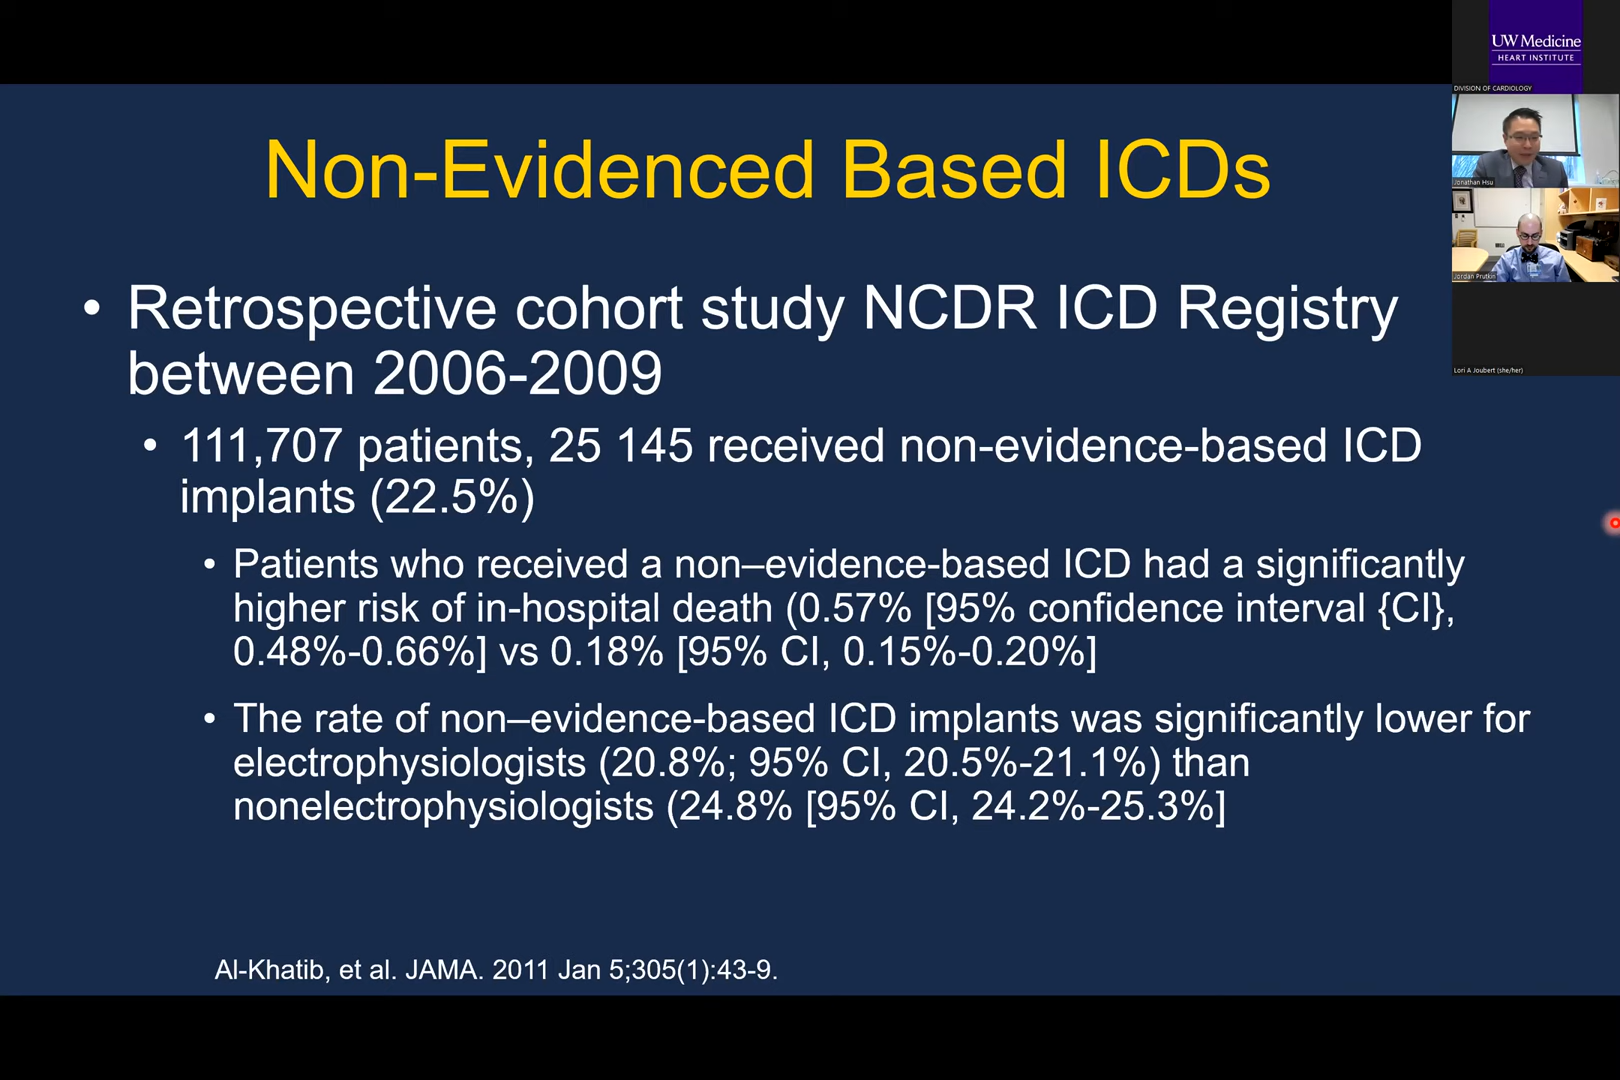 UW Medicine
HEART INSTITUTE
DIVISION OF CARDIOLOGY
Jonathan Hsu
Jordan Prutkin
Lori A Joubert (she/her)
Non-Evidenced Based ICDs
• Retrospective cohort study NCDR ICD Registry
between 2006-2009
• 111,707 patients, 25 145 received non-evidence-based ICD
implants (22.5%)
• Patients who received a non–evidence-based ICD had a significantly
higher risk of in-hospital death (0.57% [95% confidence interval {CI},
0.48%-0.66%] vs 0.18% [95% CI, 0.15%-0.20%]
• The rate of non–evidence-based ICD implants was significantly lower for
electrophysiologists (20.8%; 95% CI, 20.5%-21.1%) than
nonelectrophysiologists (24.8% [95% CI, 24.2%-25.3%]
Al-Khatib, et al. JAMA. 2011 Jan 5;305(1):43-9.